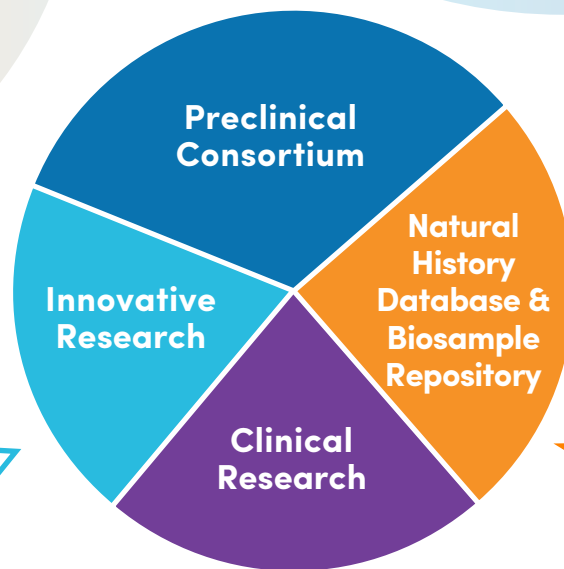 Preclinical
Consortium
Natural
History
Database &
Biosample
Repository
Innovative
Research
Clinical
Research